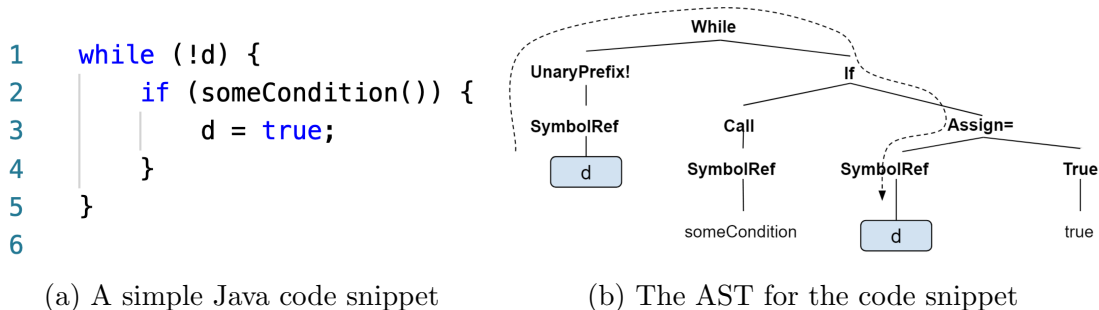 1 while (!d) {
2 if (someCondition()) {
3 d = true;
4 }
5 }
6
(a) A simple Java code snippet
While
UnaryPrefix!
If
SymbolRef
Call
Assign=
d
SymbolRef
SymbolRef
True
someCondition
d
true
(b) The AST for the code snippet